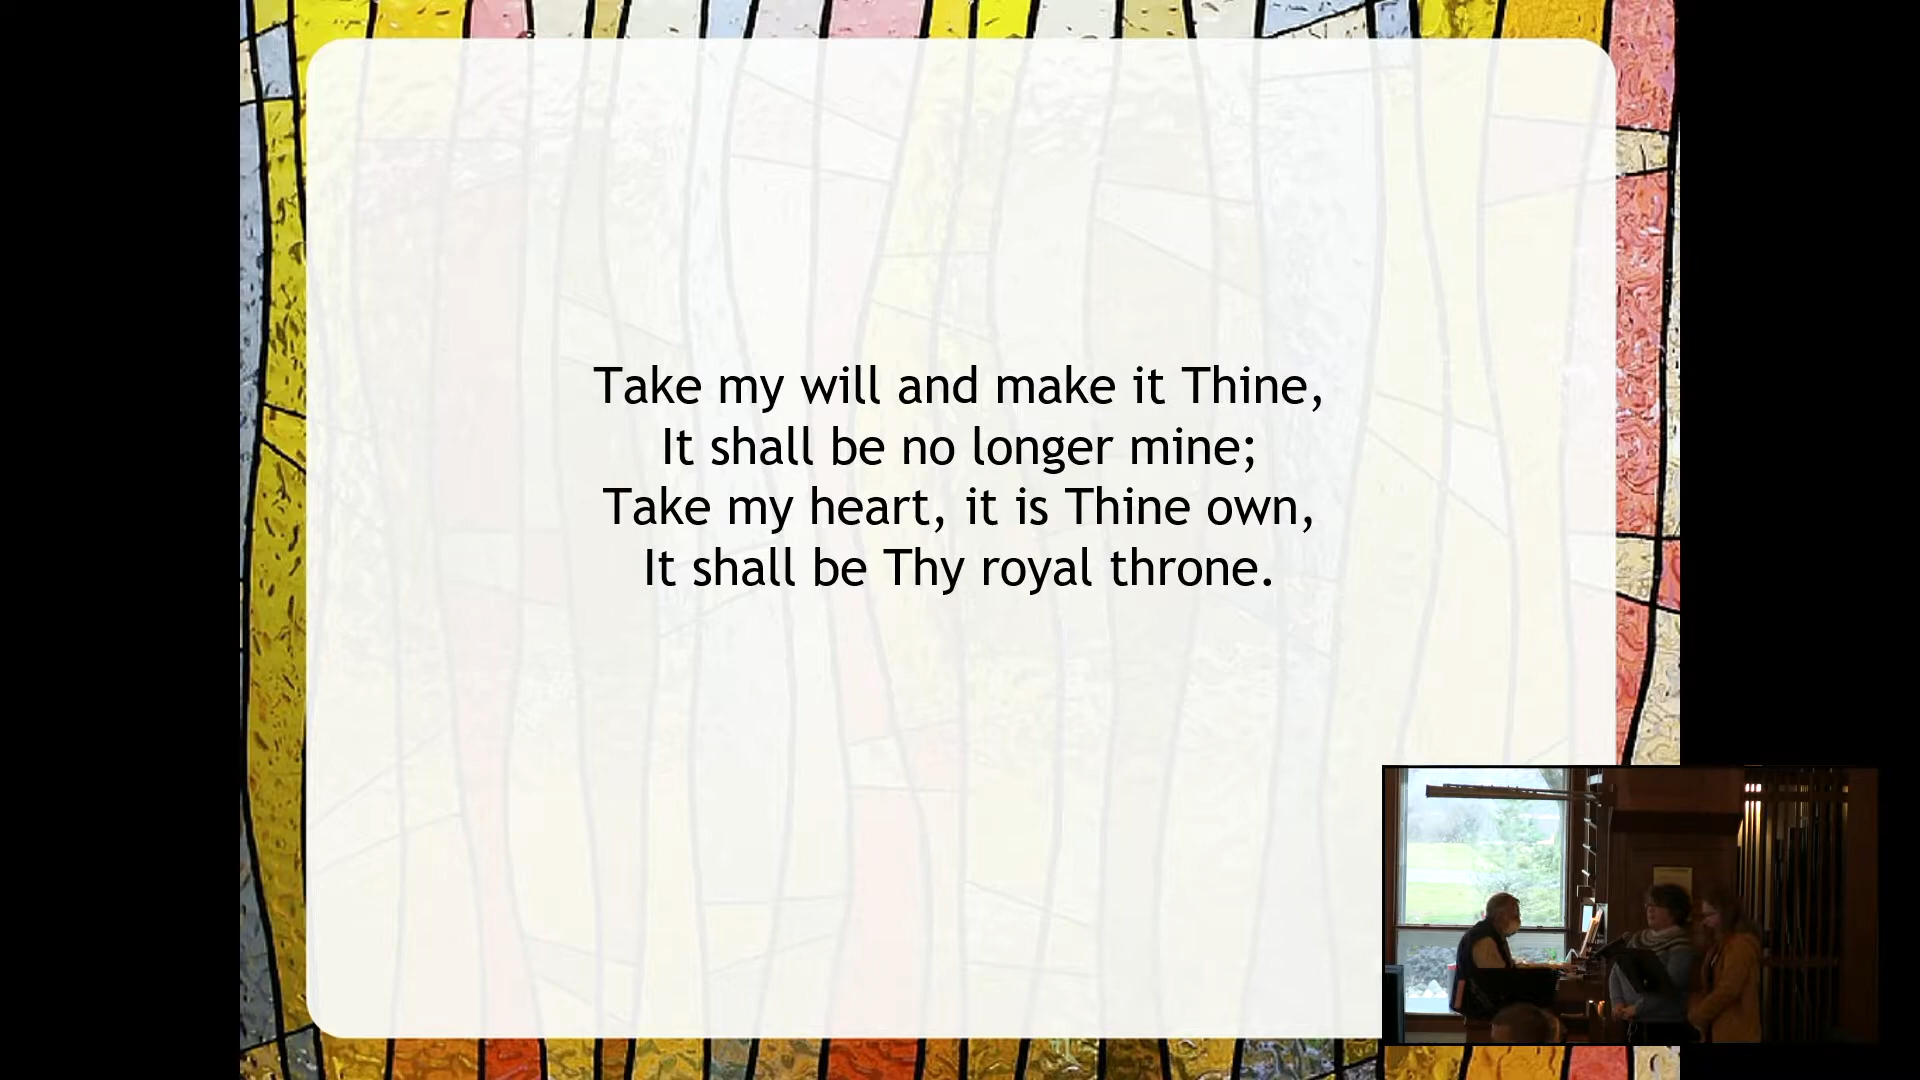 Take my will and make it Thine,
It shall be no longer mine;
Take my heart, it is Thine own,
It shall be Thy royal throne.